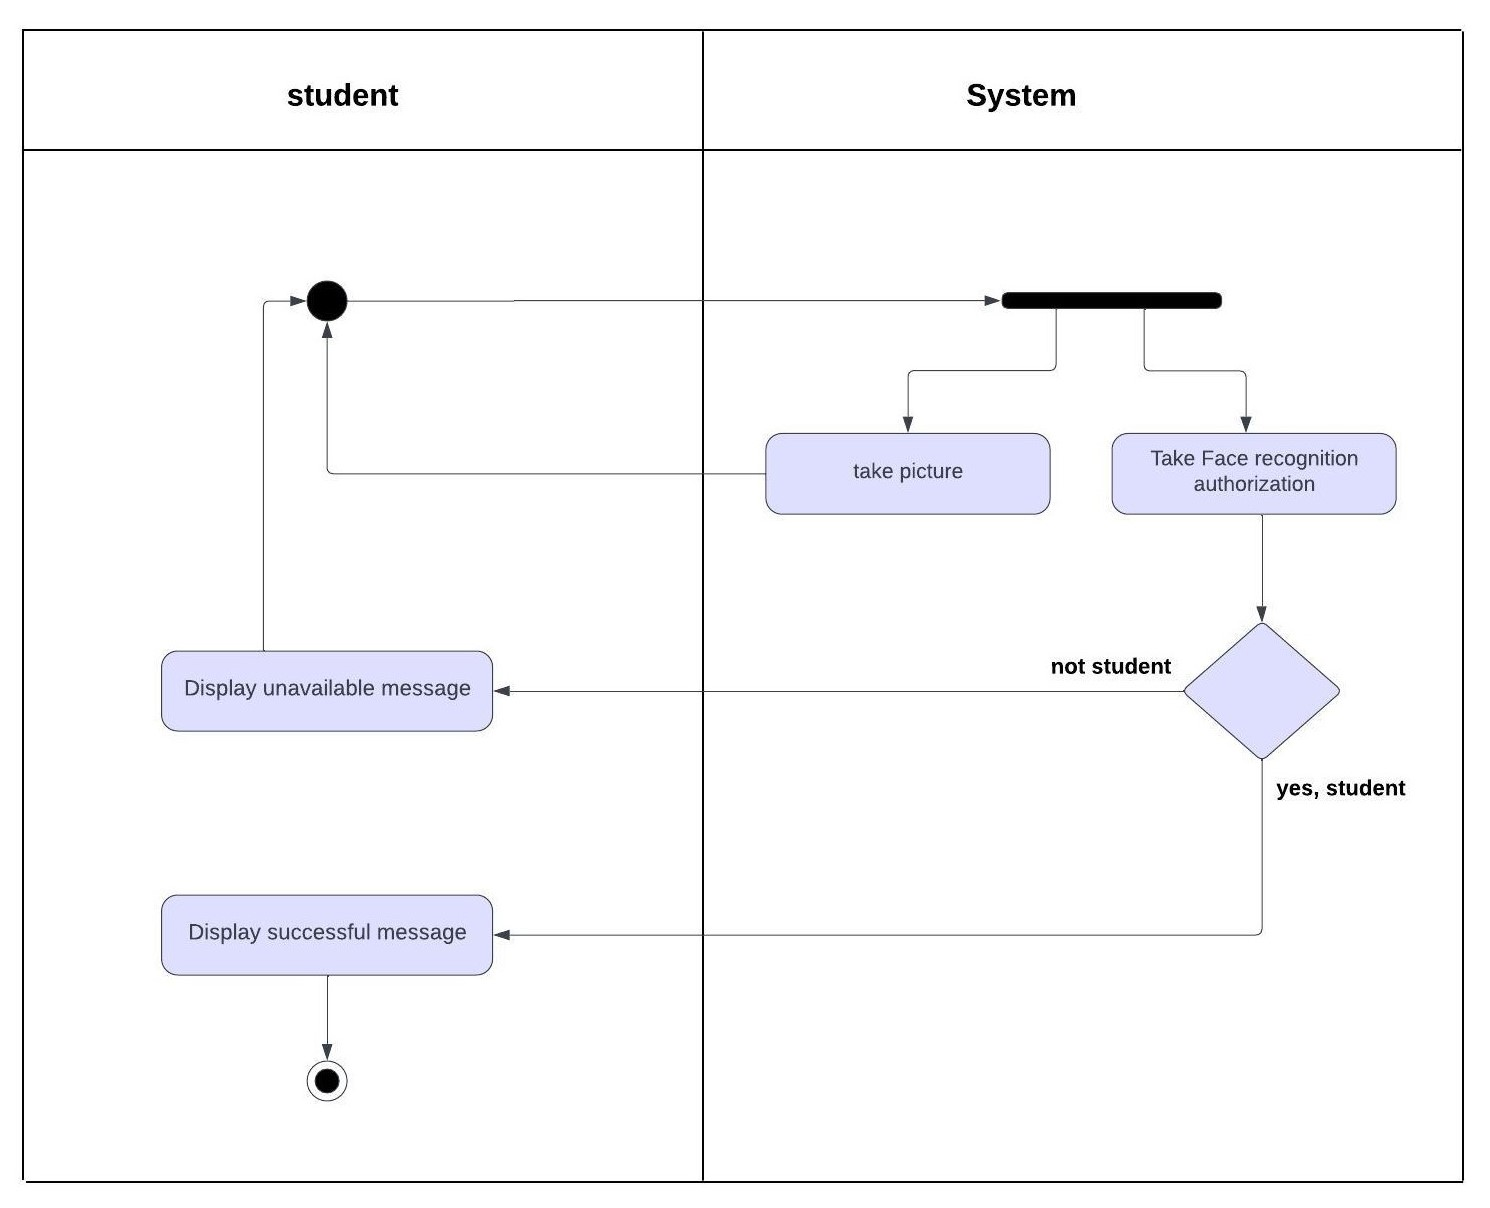 student
System
take picture
Take Face recognition
authorization
not student
Display unavailable message
yes, student
Display successful message